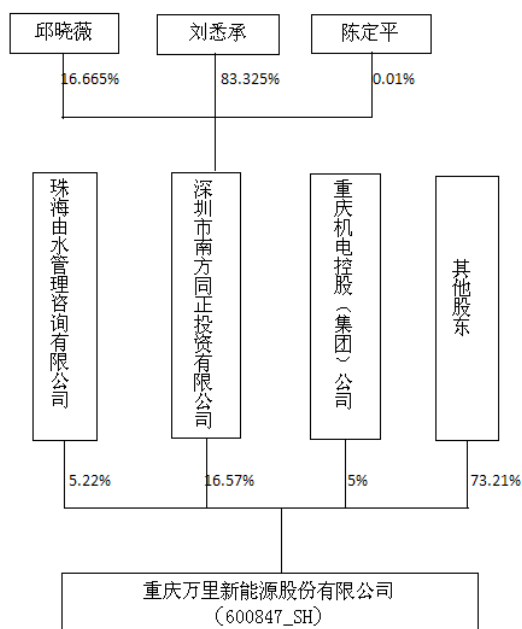 邱晓薇
刘悉承
陈定平
16.665%
83.325%
0.01%
珠海由水管理咨询有限公司
深圳市南方同正投资有限公司
重庆机电控股（集团）公司
其他股东
5.22%
16.57%
5%
73.21%
重庆万里新能源股份有限公司
（600847_SH）